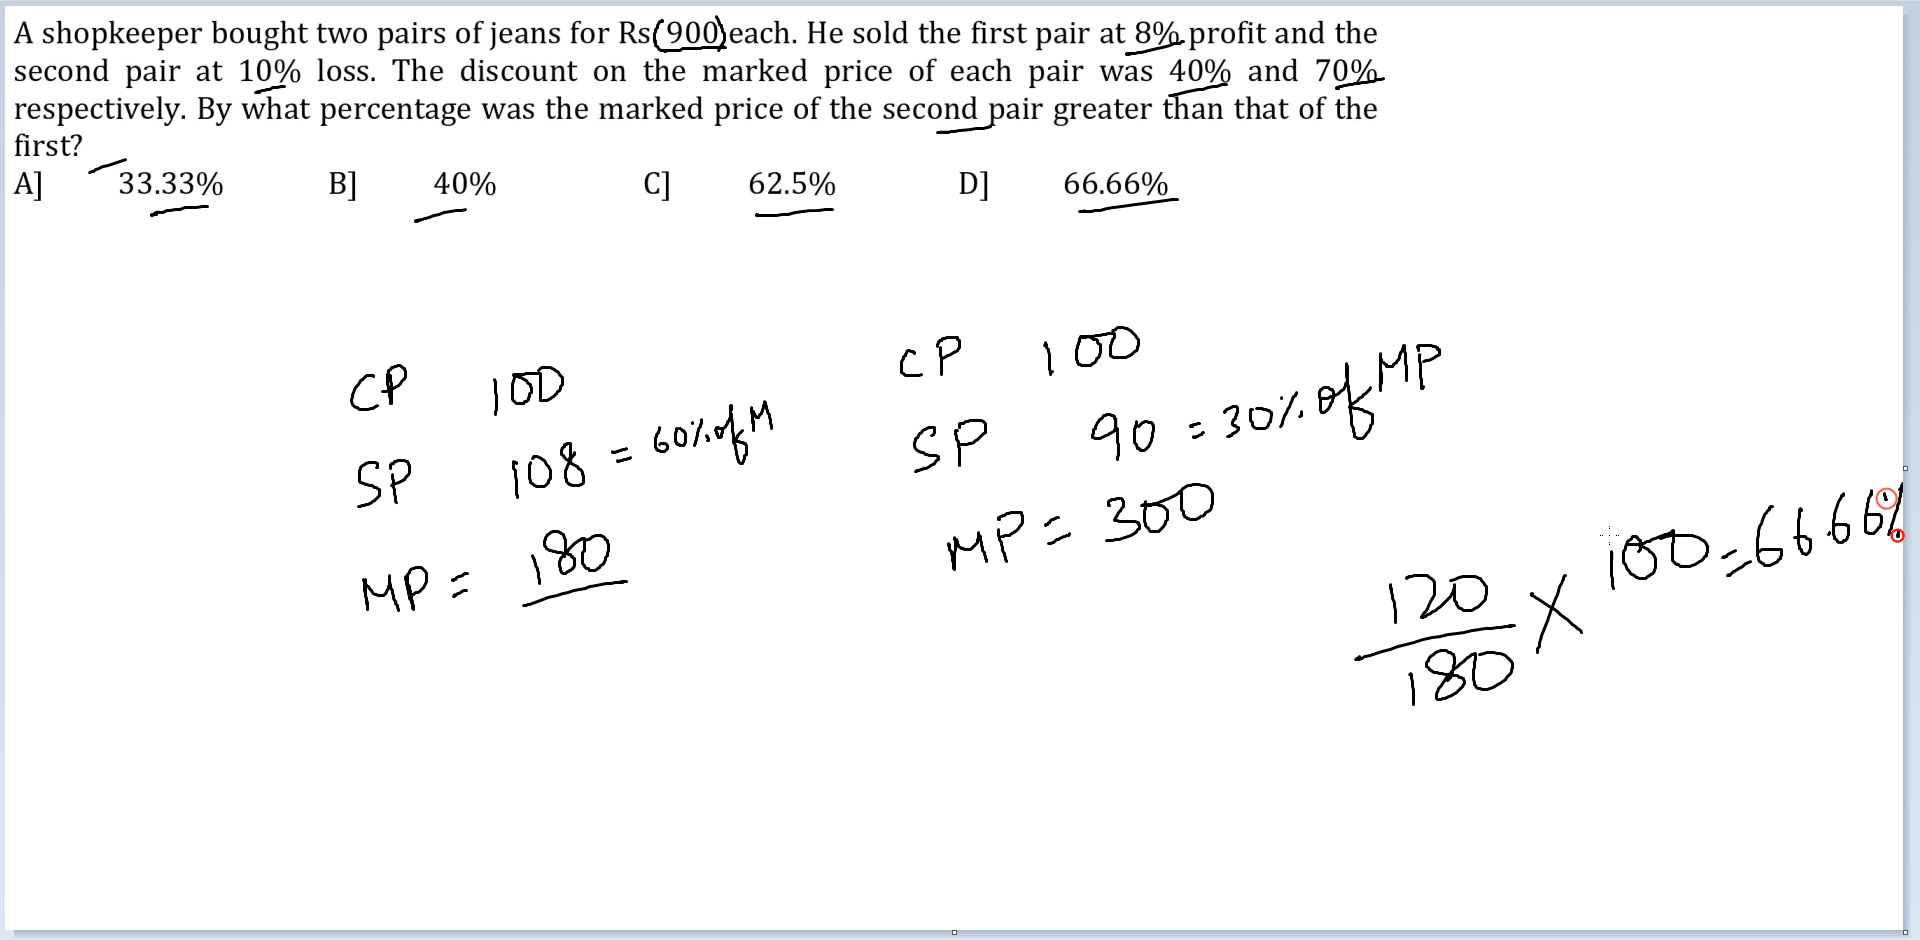 A shopkeeper bought two pairs of jeans for Rs 900 each. He sold the first pair at 8% profit and the
second pair at 10% loss. The discount on the marked price of each pair was 40% and 70%
respectively. By what percentage was the marked price of the second pair greater than that of the
first?
A] 33.33% B] 40% C] 62.5% D] 66.66%
CP 100
SP 108 = 60% of M
MP = 180
CP 100
SP 90 = 30% of MP
MP = 300
120/180 × 100 = 66.66%